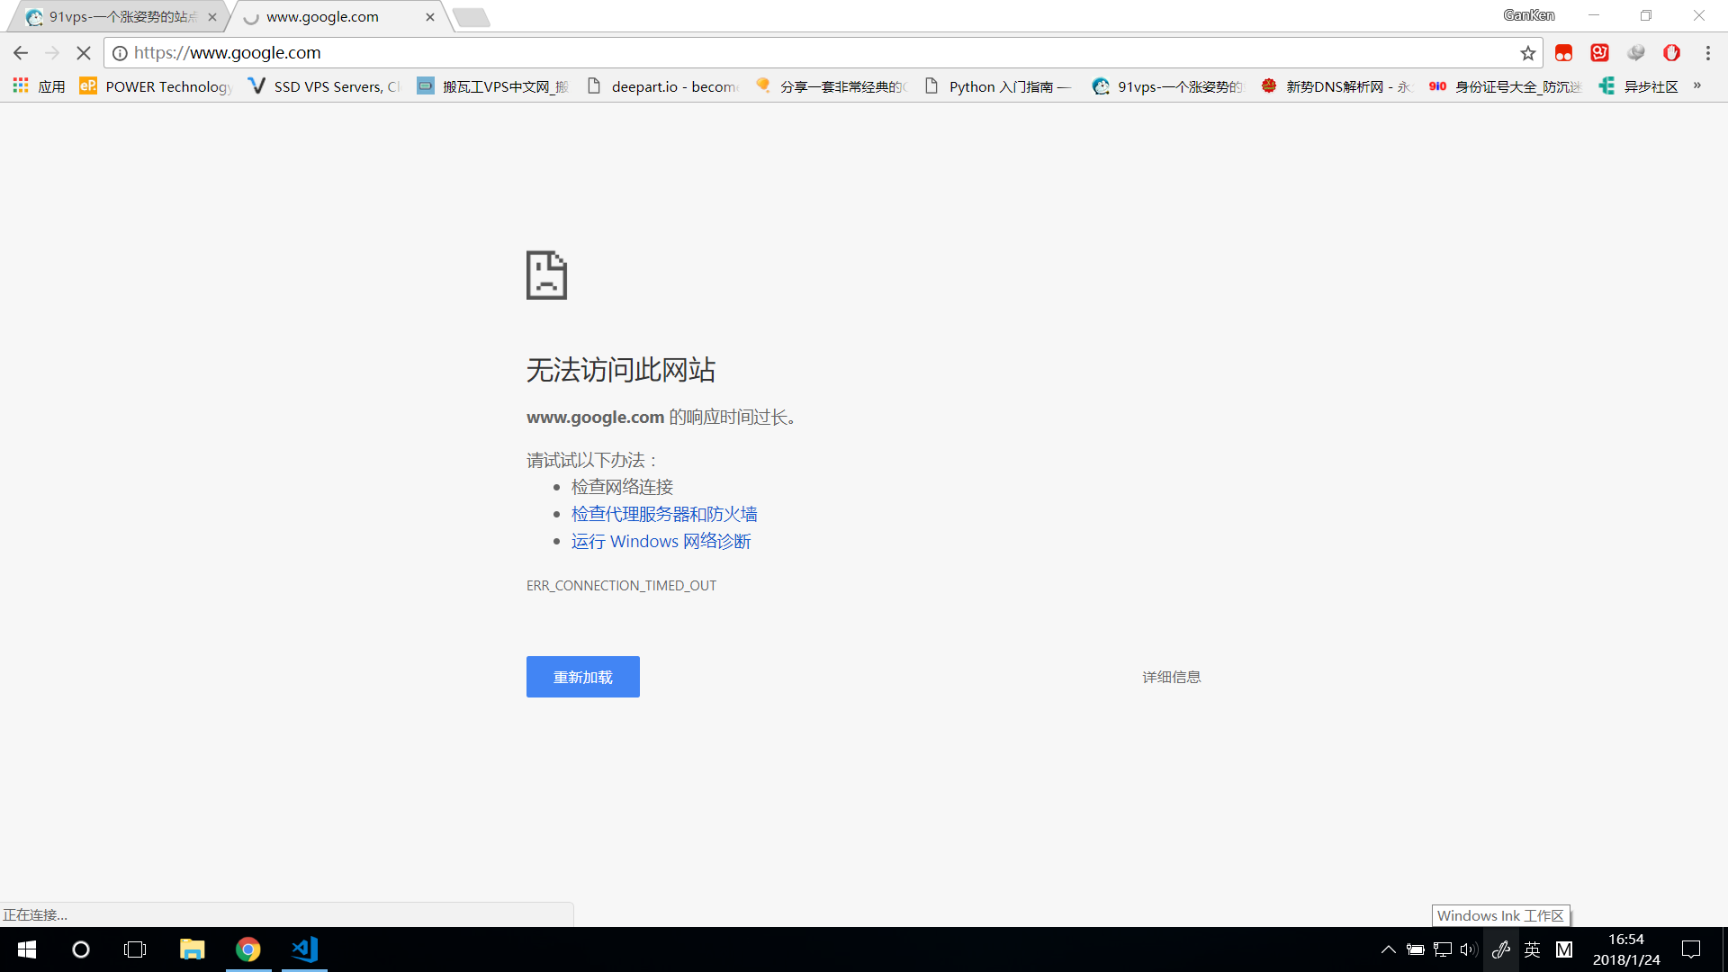 91vps-一个涨姿势的站点
www.google.com
GanKen
https://www.google.com
应用
POWER Technology
SSD VPS Servers, Cl
搬瓦工VPS中文网_搬
deepart.io - become
分享一套非常经典的C
Python 入门指南 —
91vps-一个涨姿势的
新势DNS解析网 - 永
910
身份证号大全_防沉迷
异步社区
»
无法访问此网站
www.google.com 的响应时间过长。
请试试以下办法：
• 检查网络连接
• 检查代理服务器和防火墙
• 运行 Windows 网络诊断
ERR_CONNECTION_TIMED_OUT
重新加载
详细信息
正在连接...
Windows Ink 工作区
英
M
16:54
2018/1/24